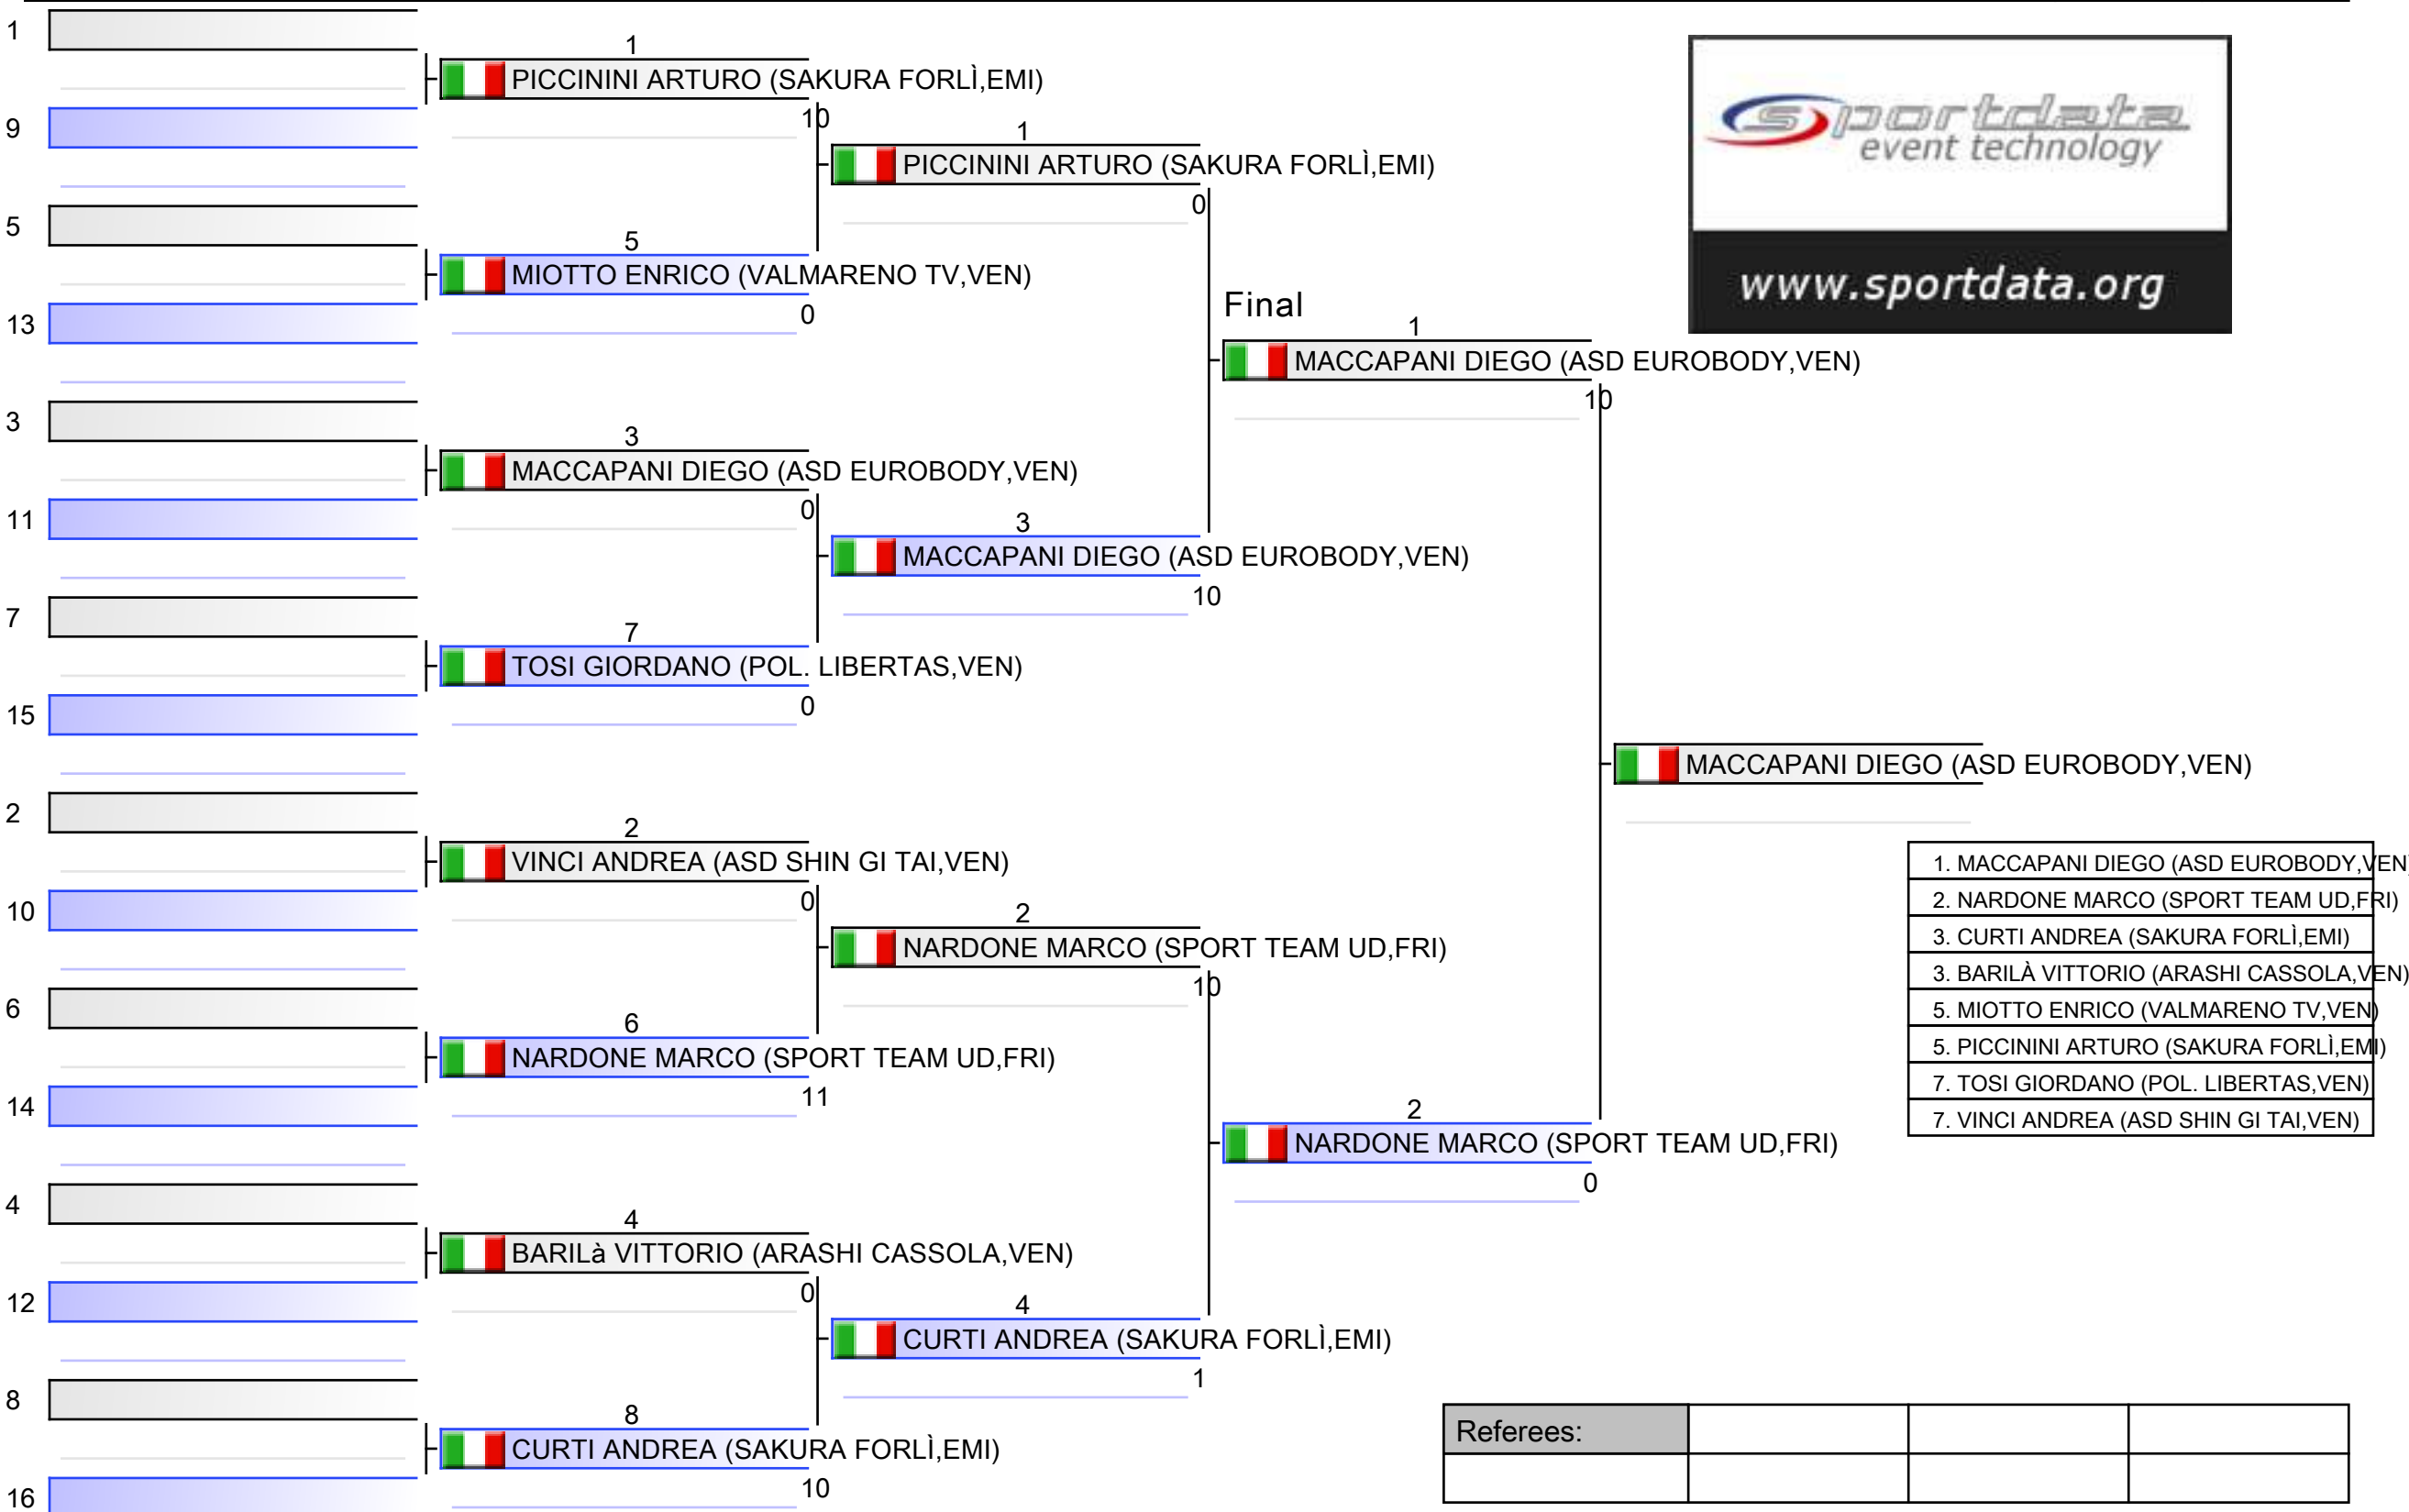 1
9
5
13
3
11
7
15
2
10
6
14
4
12
8
16
1
PICCININI ARTURO (SAKURA FORLÌ,EMI)
10
5
MIOTTO ENRICO (VALMARENO TV,VEN)
0
3
MACCAPANI DIEGO (ASD EUROBODY,VEN)
0
7
TOSI GIORDANO (POL. LIBERTAS,VEN)
0
2
VINCI ANDREA (ASD SHIN GI TAI,VEN)
0
6
NARDONE MARCO (SPORT TEAM UD,FRI)
11
4
BARILà VITTORIO (ARASHI CASSOLA,VEN)
0
8
CURTI ANDREA (SAKURA FORLÌ,EMI)
10
1
PICCININI ARTURO (SAKURA FORLÌ,EMI)
0
3
MACCAPANI DIEGO (ASD EUROBODY,VEN)
10
2
NARDONE MARCO (SPORT TEAM UD,FRI)
10
4
CURTI ANDREA (SAKURA FORLÌ,EMI)
1
Final
1
MACCAPANI DIEGO (ASD EUROBODY,VEN)
10
2
NARDONE MARCO (SPORT TEAM UD,FRI)
0
MACCAPANI DIEGO (ASD EUROBODY,VEN)
sportdata
event technology
www.sportdata.org
1. MACCAPANI DIEGO (ASD EUROBODY,VEN)
2. NARDONE MARCO (SPORT TEAM UD,FRI)
3. CURTI ANDREA (SAKURA FORLÌ,EMI)
3. BARILÀ VITTORIO (ARASHI CASSOLA,VEN)
5. MIOTTO ENRICO (VALMARENO TV,VEN)
5. PICCININI ARTURO (SAKURA FORLÌ,EMI)
7. TOSI GIORDANO (POL. LIBERTAS,VEN)
7. VINCI ANDREA (ASD SHIN GI TAI,VEN)
Referees: